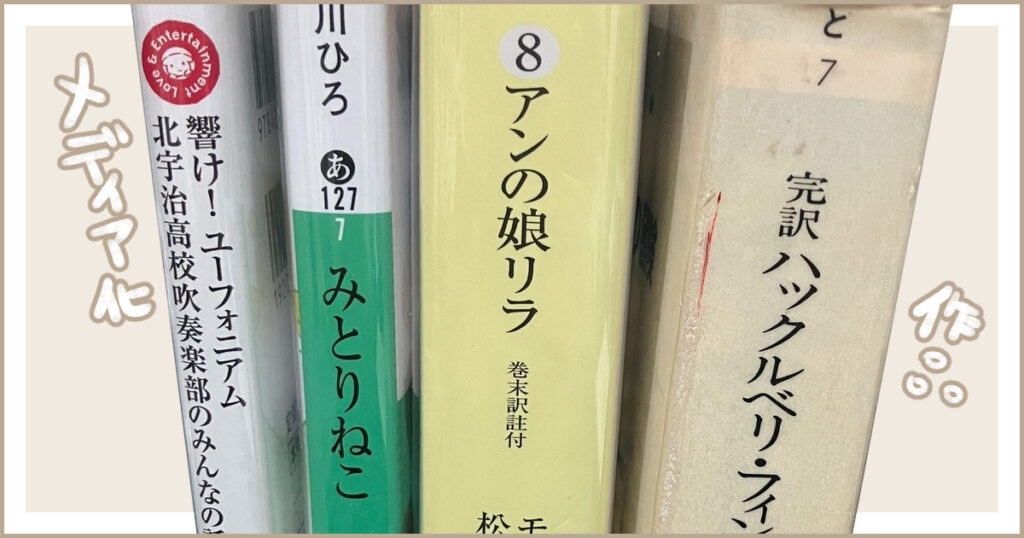 メディア化
Love & Entertainment
響け！ユーフォニアム
北宇治高校吹奏楽部のみんなの
川ひろ
あ
127
7
みとりねこ
8
アンの娘リラ
巻末訳註付
松
モ
と
7
完訳 ハックルベリ・フィン
作